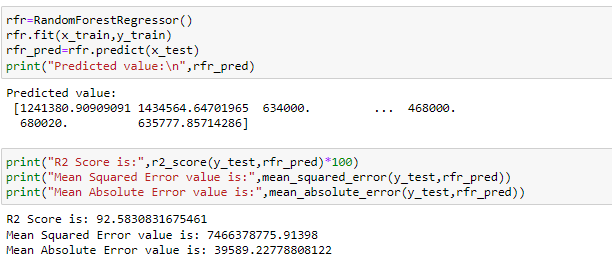 rfr=RandomForestRegressor()
rfr.fit(x_train,y_train)
rfr_pred=rfr.predict(x_test)
print("Predicted value:\n",rfr_pred)
Predicted value:
[1241380.90909091 1434564.64701965 634000. ... 468000.
680020. 635777.85714286]
print("R2 Score is:",r2_score(y_test,rfr_pred)*100)
print("Mean Squared Error value is:",mean_squared_error(y_test,rfr_pred))
print("Mean Absolute Error value is:",mean_absolute_error(y_test,rfr_pred))
R2 Score is: 92.5830831675461
Mean Squared Error value is: 7466378775.91398
Mean Absolute Error value is: 39589.22778808122